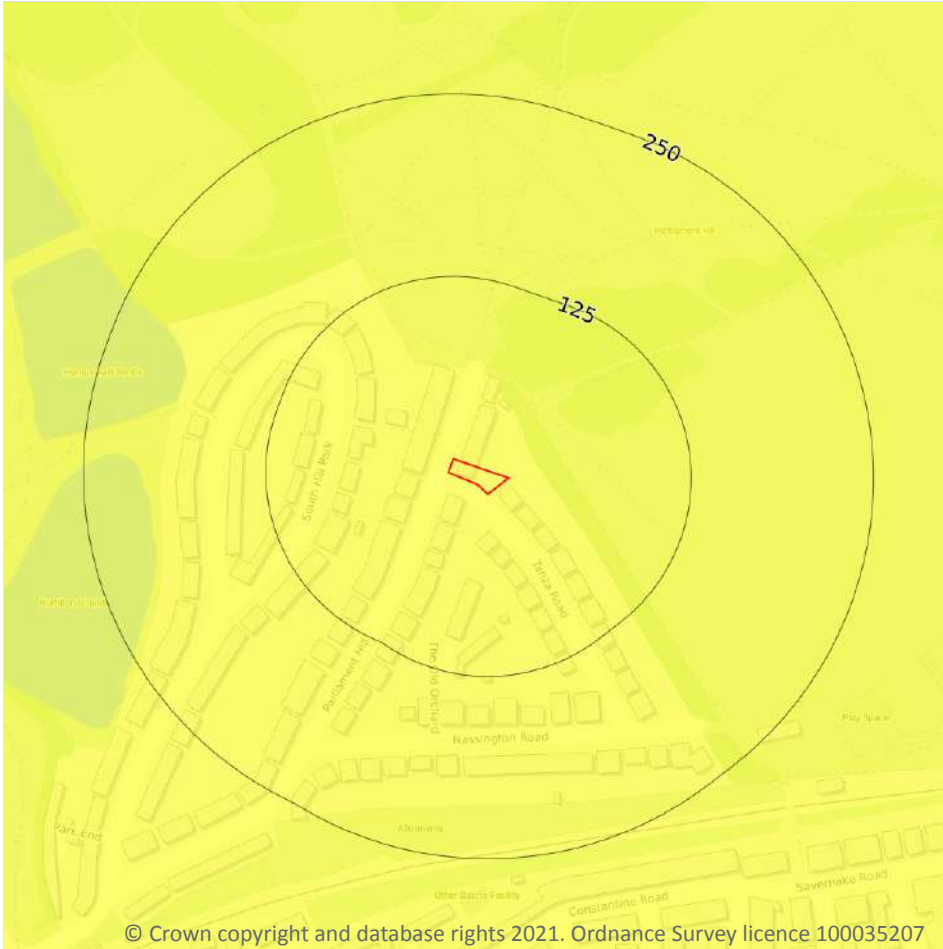 250
Parliament Hill
125
South Hill Park
Tanza Road
Parliament Hill
The Old Orchard
Nassington Road
Play Space
Allotments
Park End
Savernake Road
Constantine Road
© Crown copyright and database rights 2021. Ordnance Survey licence 100035207